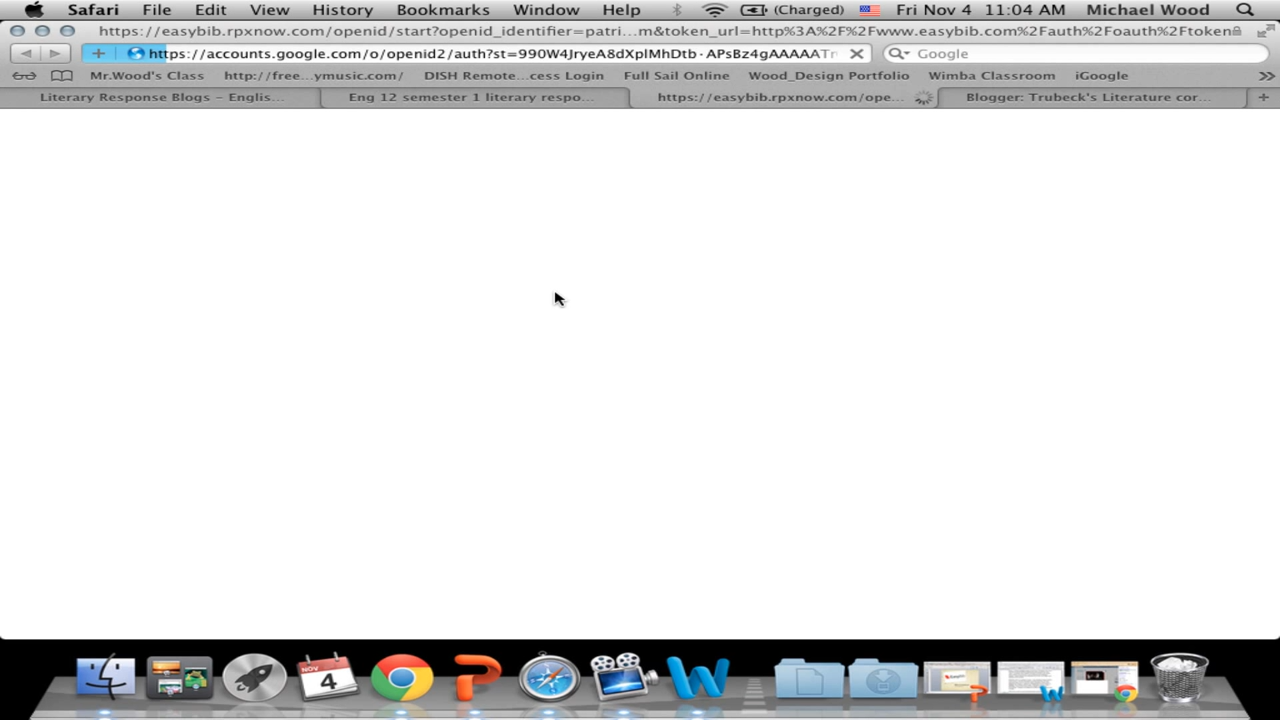 Safari File Edit View History Bookmarks Window Help (Charged) Fri Nov 4 11:04 AM Michael Wood
https://easybib.rpxnow.com/openid/start?openid_identifier=patri...m&token_url=http%3A%2F%2Fwww.easybib.com%2Fauth%2Foauth%2Ftoken
https://accounts.google.com/o/openid2/auth?st= Google
Mr.Wood's Class http://free...ymusic.com/ DISH Remote...cess Login Full Sail Online Wood_Design Portfolio Wimba Classroom iGoogle
Literary Response Blogs – Englis... Eng 12 semester 1 literary respo... https://easybib.rpxnow.com/ope... Blogger: Trubeck's Literature cor...
NOV
4